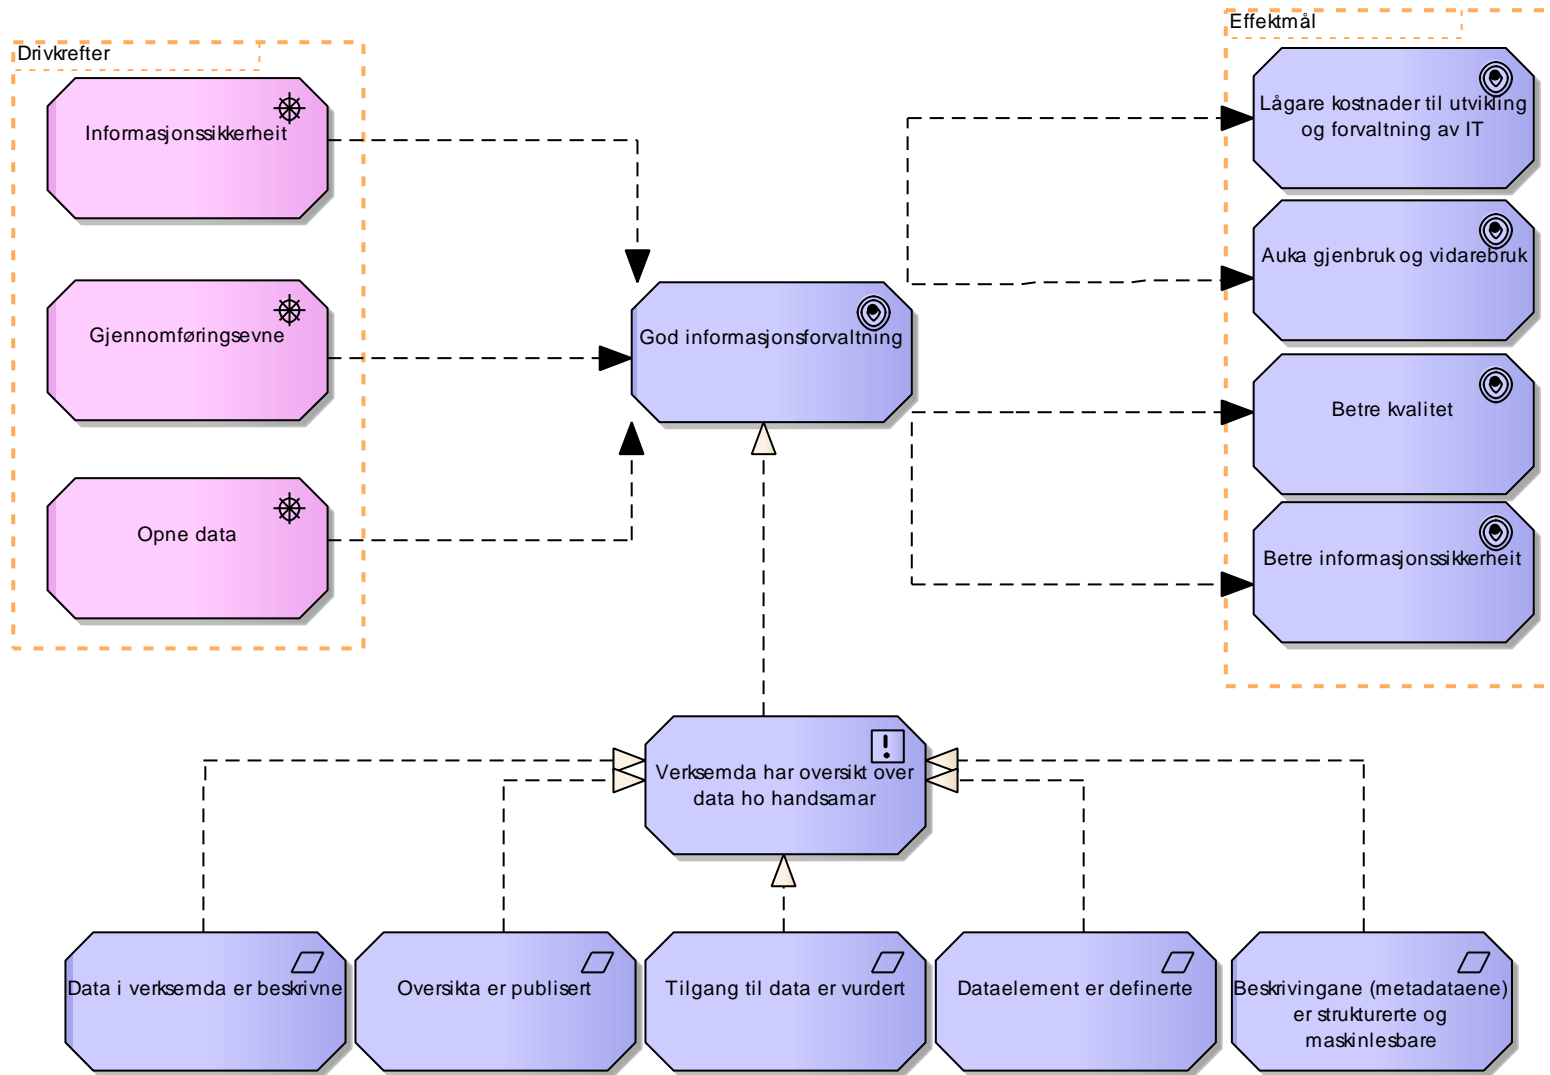 Drivkrefter
Informasjonssikkerheit
Gjennomføringsevne
Opne data
God informasjonsforvaltning
Effektmål
Lågare kostnader til utvikling
og forvaltning av IT
Auka gjenbruk og vidarebruk
Betre kvalitet
Betre informasjonssikkerheit
Verksemda har oversikt over
data ho handsamar
Data i verksemda er beskrivne
Oversikta er publisert
Tilgang til data er vurdert
Dataelement er definerte
Beskrivingane (metadataene)
er strukturerte og
maskinlesbare